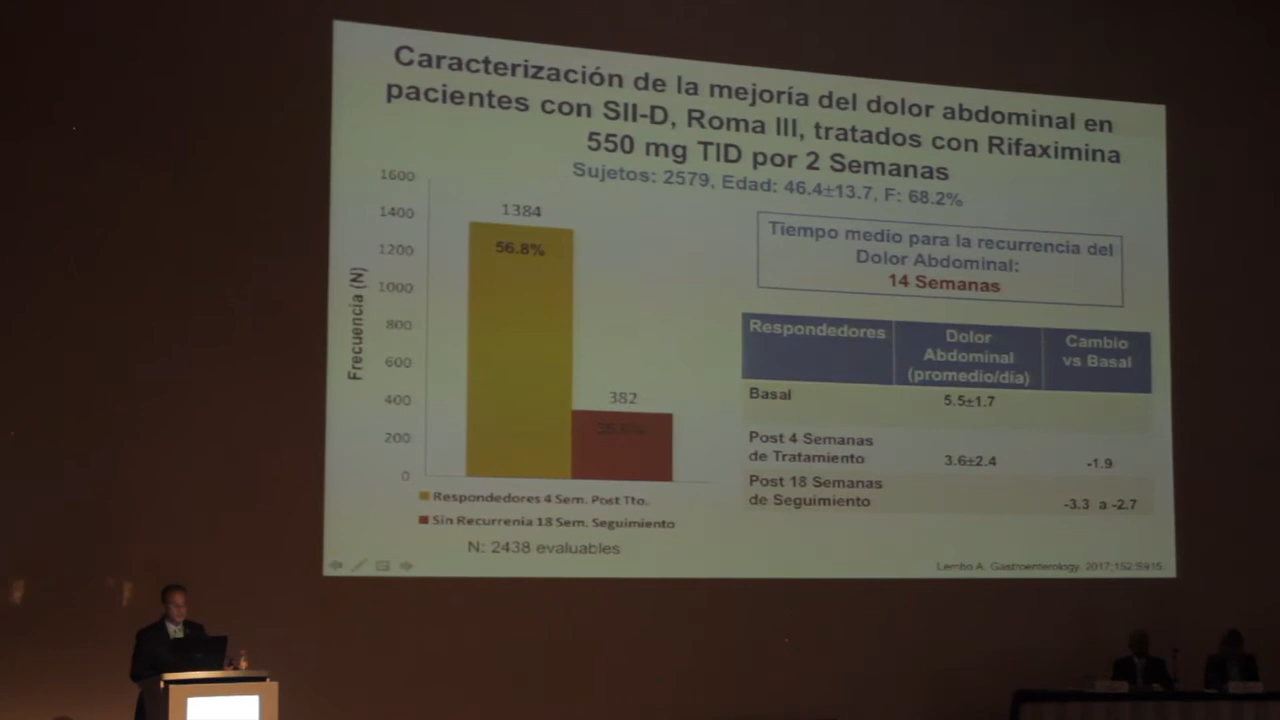 Caracterización de la mejoría del dolor abdominal en
pacientes con SII-D, Roma III, tratados con Rifaximina
550 mg TID por 2 Semanas
Sujetos: 2579, Edad: 46.4±13.7, F: 68.2%
1600
1400
1200
1000
800
600
400
200
0
Frecuencia (N)
1384
56.8%
382
Respondedores 4 Sem. Post Tto.
Sin Recurrenia 18 Sem. Seguimiento
N: 2438 evaluables
Tiempo medio para la recurrencia del
Dolor Abdominal:
14 Semanas
Respondedores
Dolor
Abdominal
(promedio/día)
Cambio
vs Basal
Basal
5.5±1.7
Post 4 Semanas
de Tratamiento
3.6±2.4
-1.9
Post 18 Semanas
de Seguimiento
-3.3 a -2.7
Lembo A. Gastroenterology. 2017;152:S915.